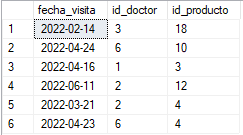 fecha_visita id_doctor id_producto
1 2022-02-14 3 18
2 2022-04-24 6 10
3 2022-04-16 1 3
4 2022-06-11 2 12
5 2022-03-21 2 4
6 2022-04-23 6 4